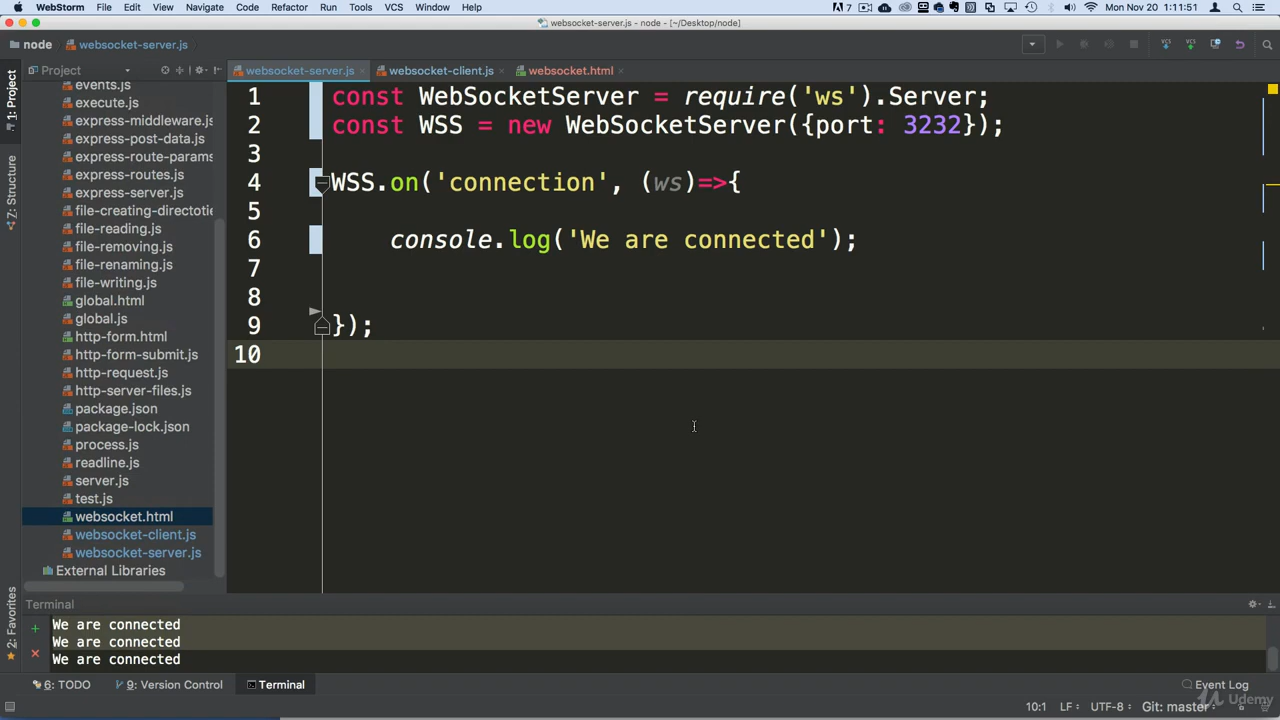 WebStorm File Edit View Navigate Code Refactor Run Tools VCS Window Help 7 Mon Nov 20 1:11:51
websocket-server.js - node - [~/Desktop/node]
node websocket-server.js
Project websocket-server.js websocket-client.js websocket.html
1: Project
Z: Structure
2: Favorites
events.js
execute.js
express-middleware.js
express-post-data.js
express-route-params
express-routes.js
express-server.js
file-creating-directotie
file-reading.js
file-removing.js
file-renaming.js
file-writing.js
global.html
global.js
http-form.html
http-form-submit.js
http-request.js
http-server-files.js
package.json
package-lock.json
process.js
readline.js
server.js
test.js
websocket.html
websocket-client.js
websocket-server.js
External Libraries
1 const WebSocketServer = require('ws').Server;
2 const WSS = new WebSocketServer({port: 3232});
3
4 WSS.on('connection', (ws)=>{
5
6 console.log('We are connected');
7
8
9 });
10
Terminal
We are connected
We are connected
We are connected
6: TODO 9: Version Control Terminal Event Log
10:1 LF÷ UTF-8÷ Git: master÷
Udemy